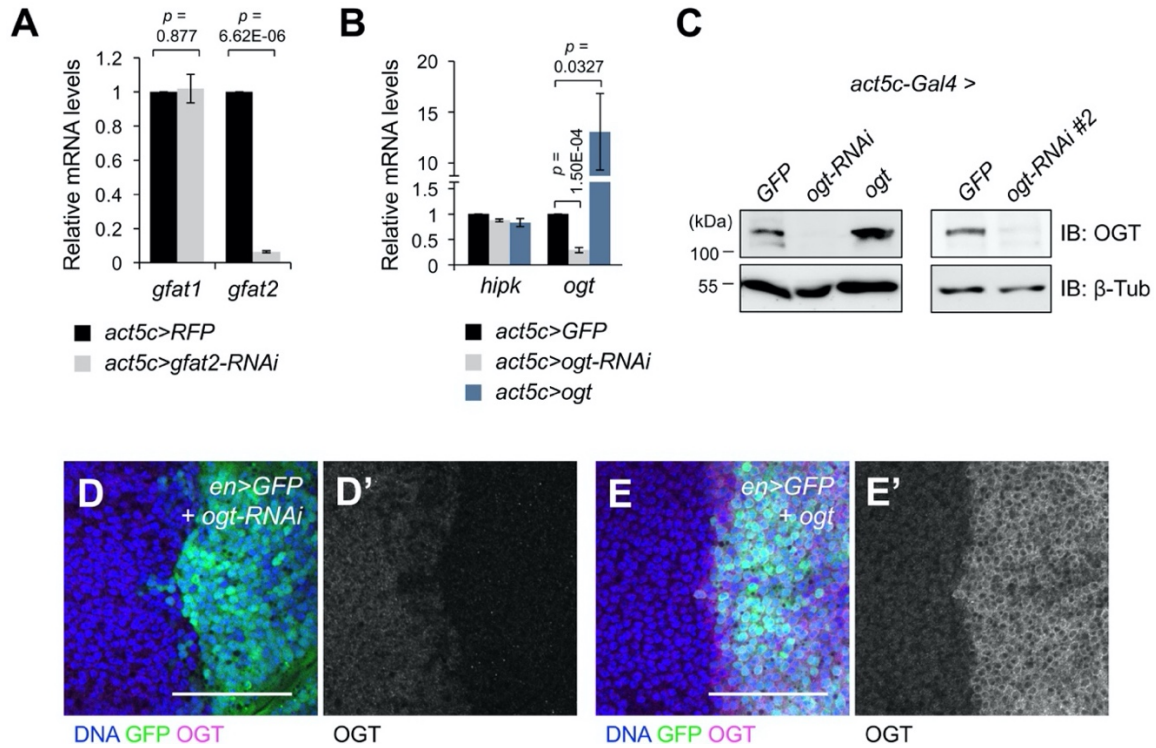 A
p =
0.877
p =
6.62E-06
Relative mRNA levels
1.2
1
0.8
0.6
0.4
0.2
0
gfat1
gfat2
act5c>RFP
act5c>gfat2-RNAi
B
p =
0.0327
p =
1.50E-04
Relative mRNA levels
20
15
10
1.5
1
0.5
0
hipk
ogt
act5c>GFP
act5c>ogt-RNAi
act5c>ogt
C
act5c-Gal4 >
GFP
ogt-RNAi
ogt
GFP
ogt-RNAi #2
(kDa)
100
55
IB: OGT
IB: β-Tub
D
en>GFP
+ ogt-RNAi
D’
E
en>GFP
+ ogt
E’
DNA GFP OGT
OGT
DNA GFP OGT
OGT